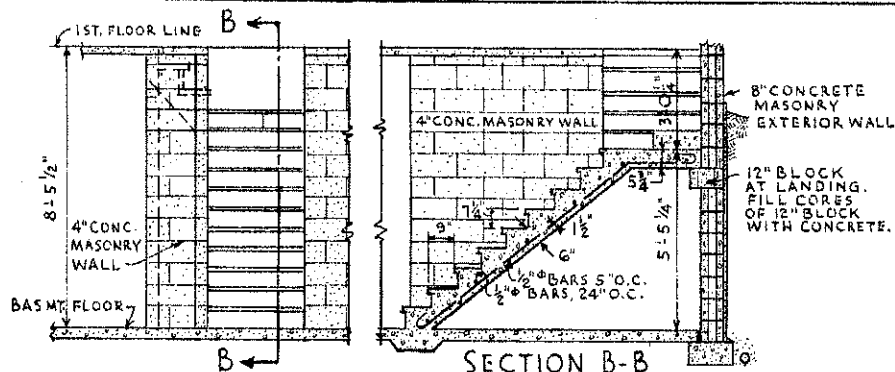 B
1ST. FLOOR LINE
8'-5 1/2"
4" CONC.
MASONRY
WALL
BASMT. FLOOR
B
4" CONC. MASONRY WALL
8" CONCRETE
MASONRY
EXTERIOR WALL
12" BLOCK
AT LANDING.
FILL CORES
OF 12" BLOCK
WITH CONCRETE.
5 3/4"
7 1/4"
9"
1 1/2"
6"
5'-5 1/4"
1/2" Φ BARS 5" O.C.
1/2" Φ BARS, 24" O.C.
SECTION B-B